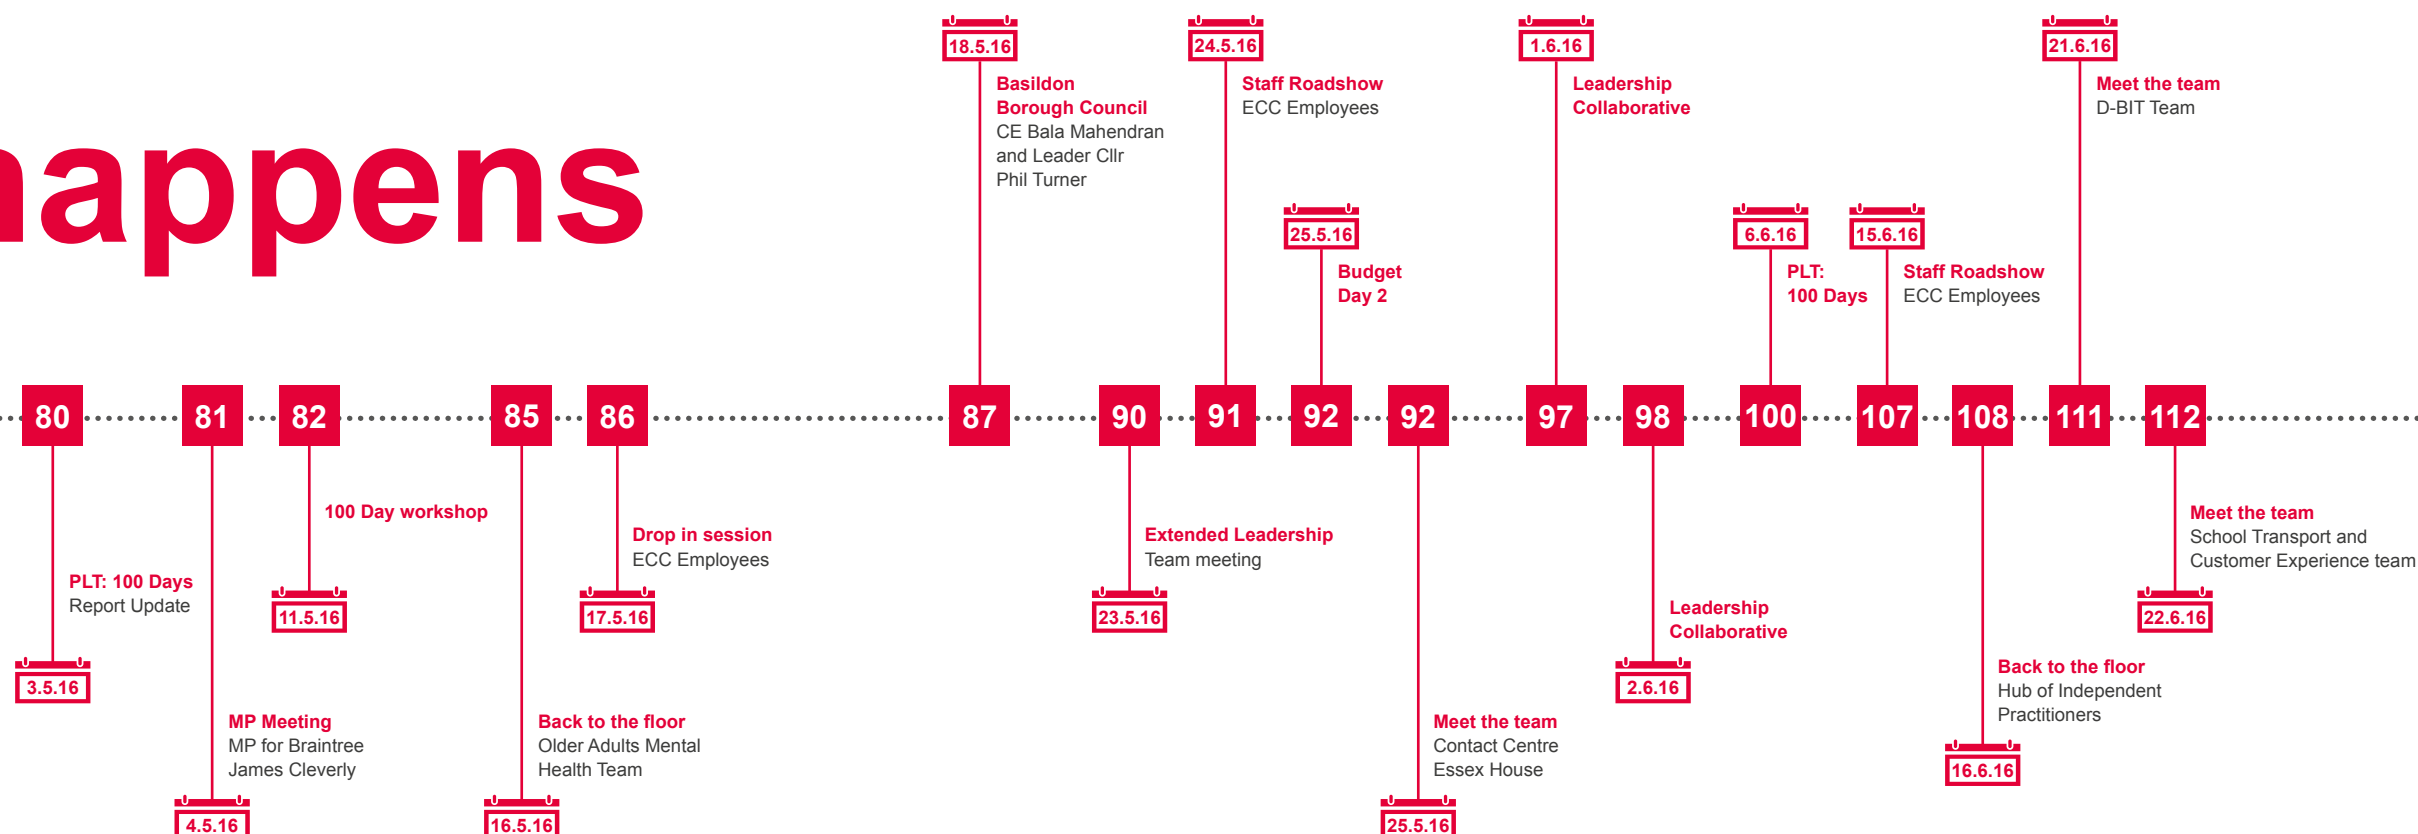 happens
80
PLT: 100 Days
Report Update
3.5.16
81
MP Meeting
MP for Braintree
James Cleverly
4.5.16
82
100 Day workshop
11.5.16
85
Back to the floor
Older Adults Mental
Health Team
16.5.16
86
Drop in session
ECC Employees
17.5.16
18.5.16
Basildon
Borough Council
CE Bala Mahendran
and Leader Cllr
Phil Turner
87
90
Extended Leadership
Team meeting
23.5.16
24.5.16
Staff Roadshow
ECC Employees
91
25.5.16
Budget
Day 2
92
92
Meet the team
Contact Centre
Essex House
25.5.16
1.6.16
Leadership
Collaborative
97
98
Leadership
Collaborative
2.6.16
6.6.16
PLT:
100 Days
100
15.6.16
Staff Roadshow
ECC Employees
107
108
Back to the floor
Hub of Independent
Practitioners
16.6.16
21.6.16
Meet the team
D-BIT Team
111
112
Meet the team
School Transport and
Customer Experience team
22.6.16